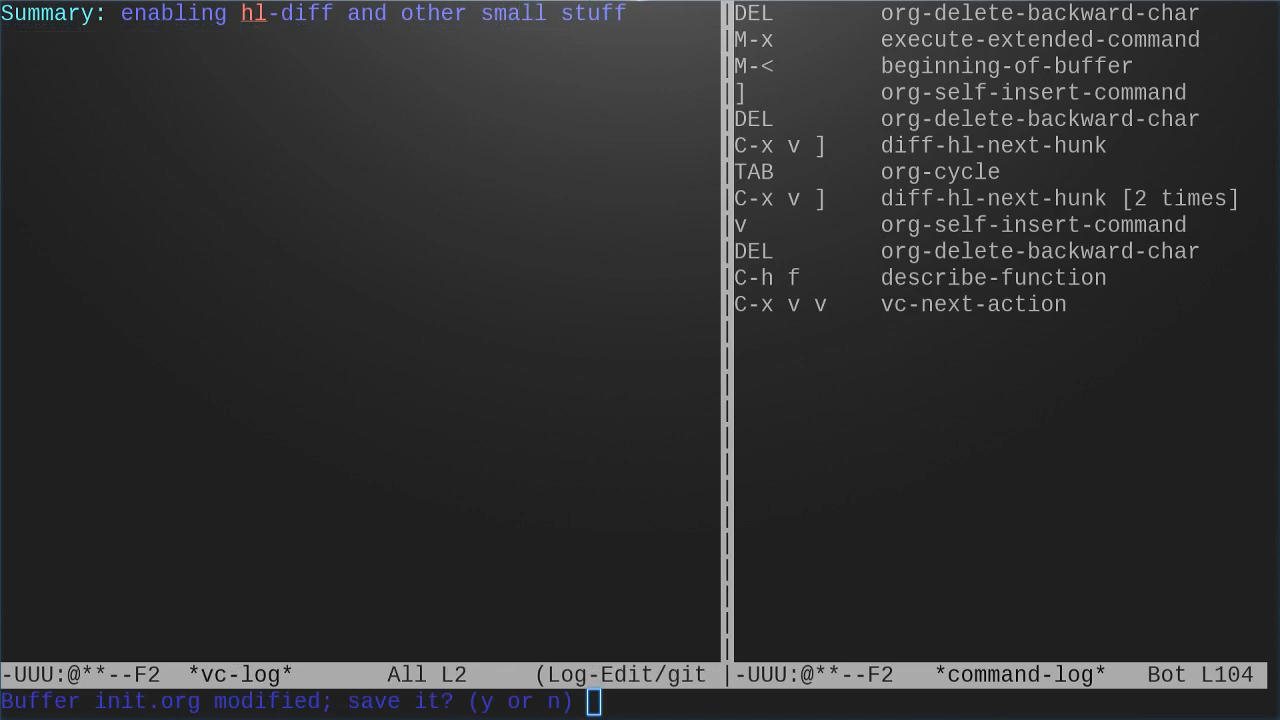 Summary: enabling hl-diff and other small stuff
-UUU:@**--F2  *vc-log*       All L2     (Log-Edit/git
DEL        org-delete-backward-char
M-x        execute-extended-command
M-<        beginning-of-buffer
]          org-self-insert-command
DEL        org-delete-backward-char
C-x v ]    diff-hl-next-hunk
TAB        org-cycle
C-x v ]    diff-hl-next-hunk [2 times]
v          org-self-insert-command
DEL        org-delete-backward-char
C-h f      describe-function
C-x v v    vc-next-action
-UUU:@**--F2   *command-log*   Bot L104
Buffer init.org modified; save it? (y or n)